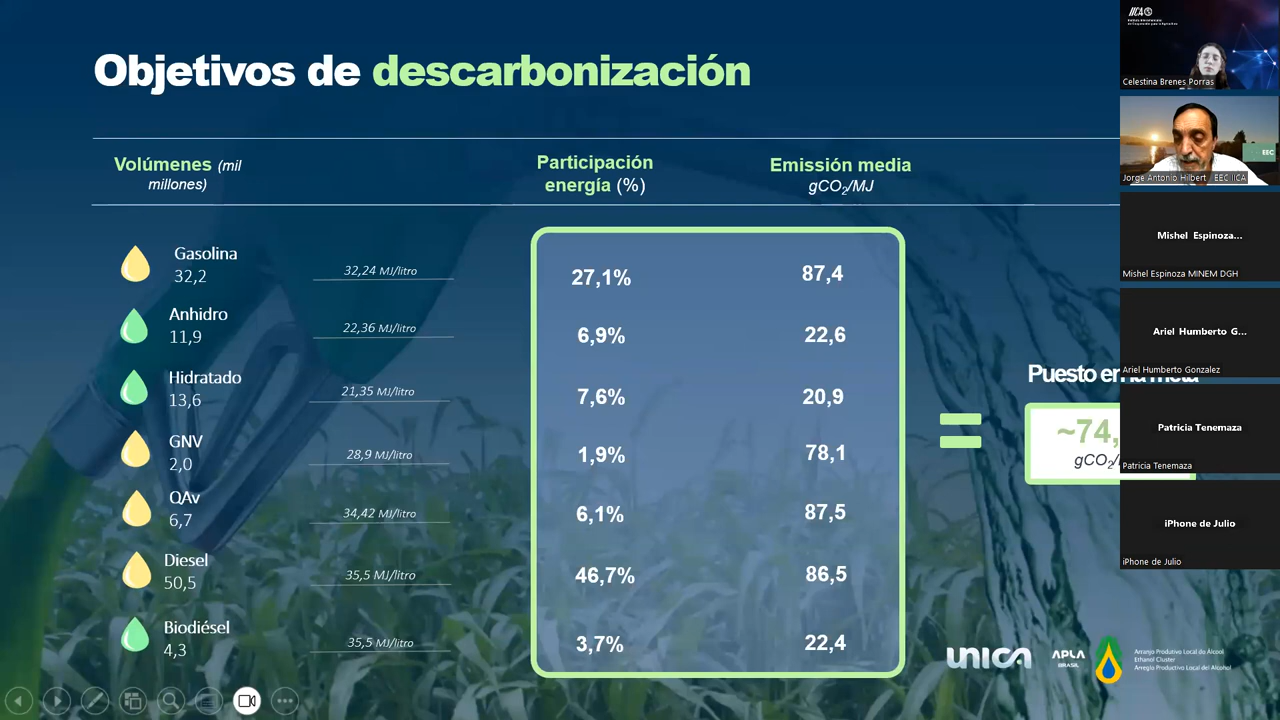 Objetivos de descarbonización
Volúmenes (mil
millones)
Participación
energía (%)
Emisión media
gCO₂/MJ
Gasolina
32,2
32,24 MJ/litro
27,1%
87,4
Anhidro
11,9
22,36 MJ/litro
6,9%
22,6
Hidratado
13,6
21,35 MJ/litro
7,6%
20,9
GNV
2,0
28,9 MJ/litro
1,9%
78,1
QAv
6,7
34,42 MJ/litro
6,1%
87,5
Diesel
50,5
35,5 MJ/litro
46,7%
86,5
Biodiésel
4,3
35,5 MJ/litro
3,7%
22,4
Puesto en la meta
~74,
gCO₂/
unica
APLA
BRASIL
Arranjo Produtivo Local do Álcool
Ethanol Cluster
Arreglo Productivo Local del Alcohol
IICA
Celestina Brenes Porras
EEC
Jorge Antonio Hilbert - EEC IICA
Mishel Espinoza...
Mishel Espinoza MINEM DGH
Ariel Humberto G...
Ariel Humberto Gonzalez
Patricia Tenemaza
Patricia Tenemaza
iPhone de Julio
iPhone de Julio